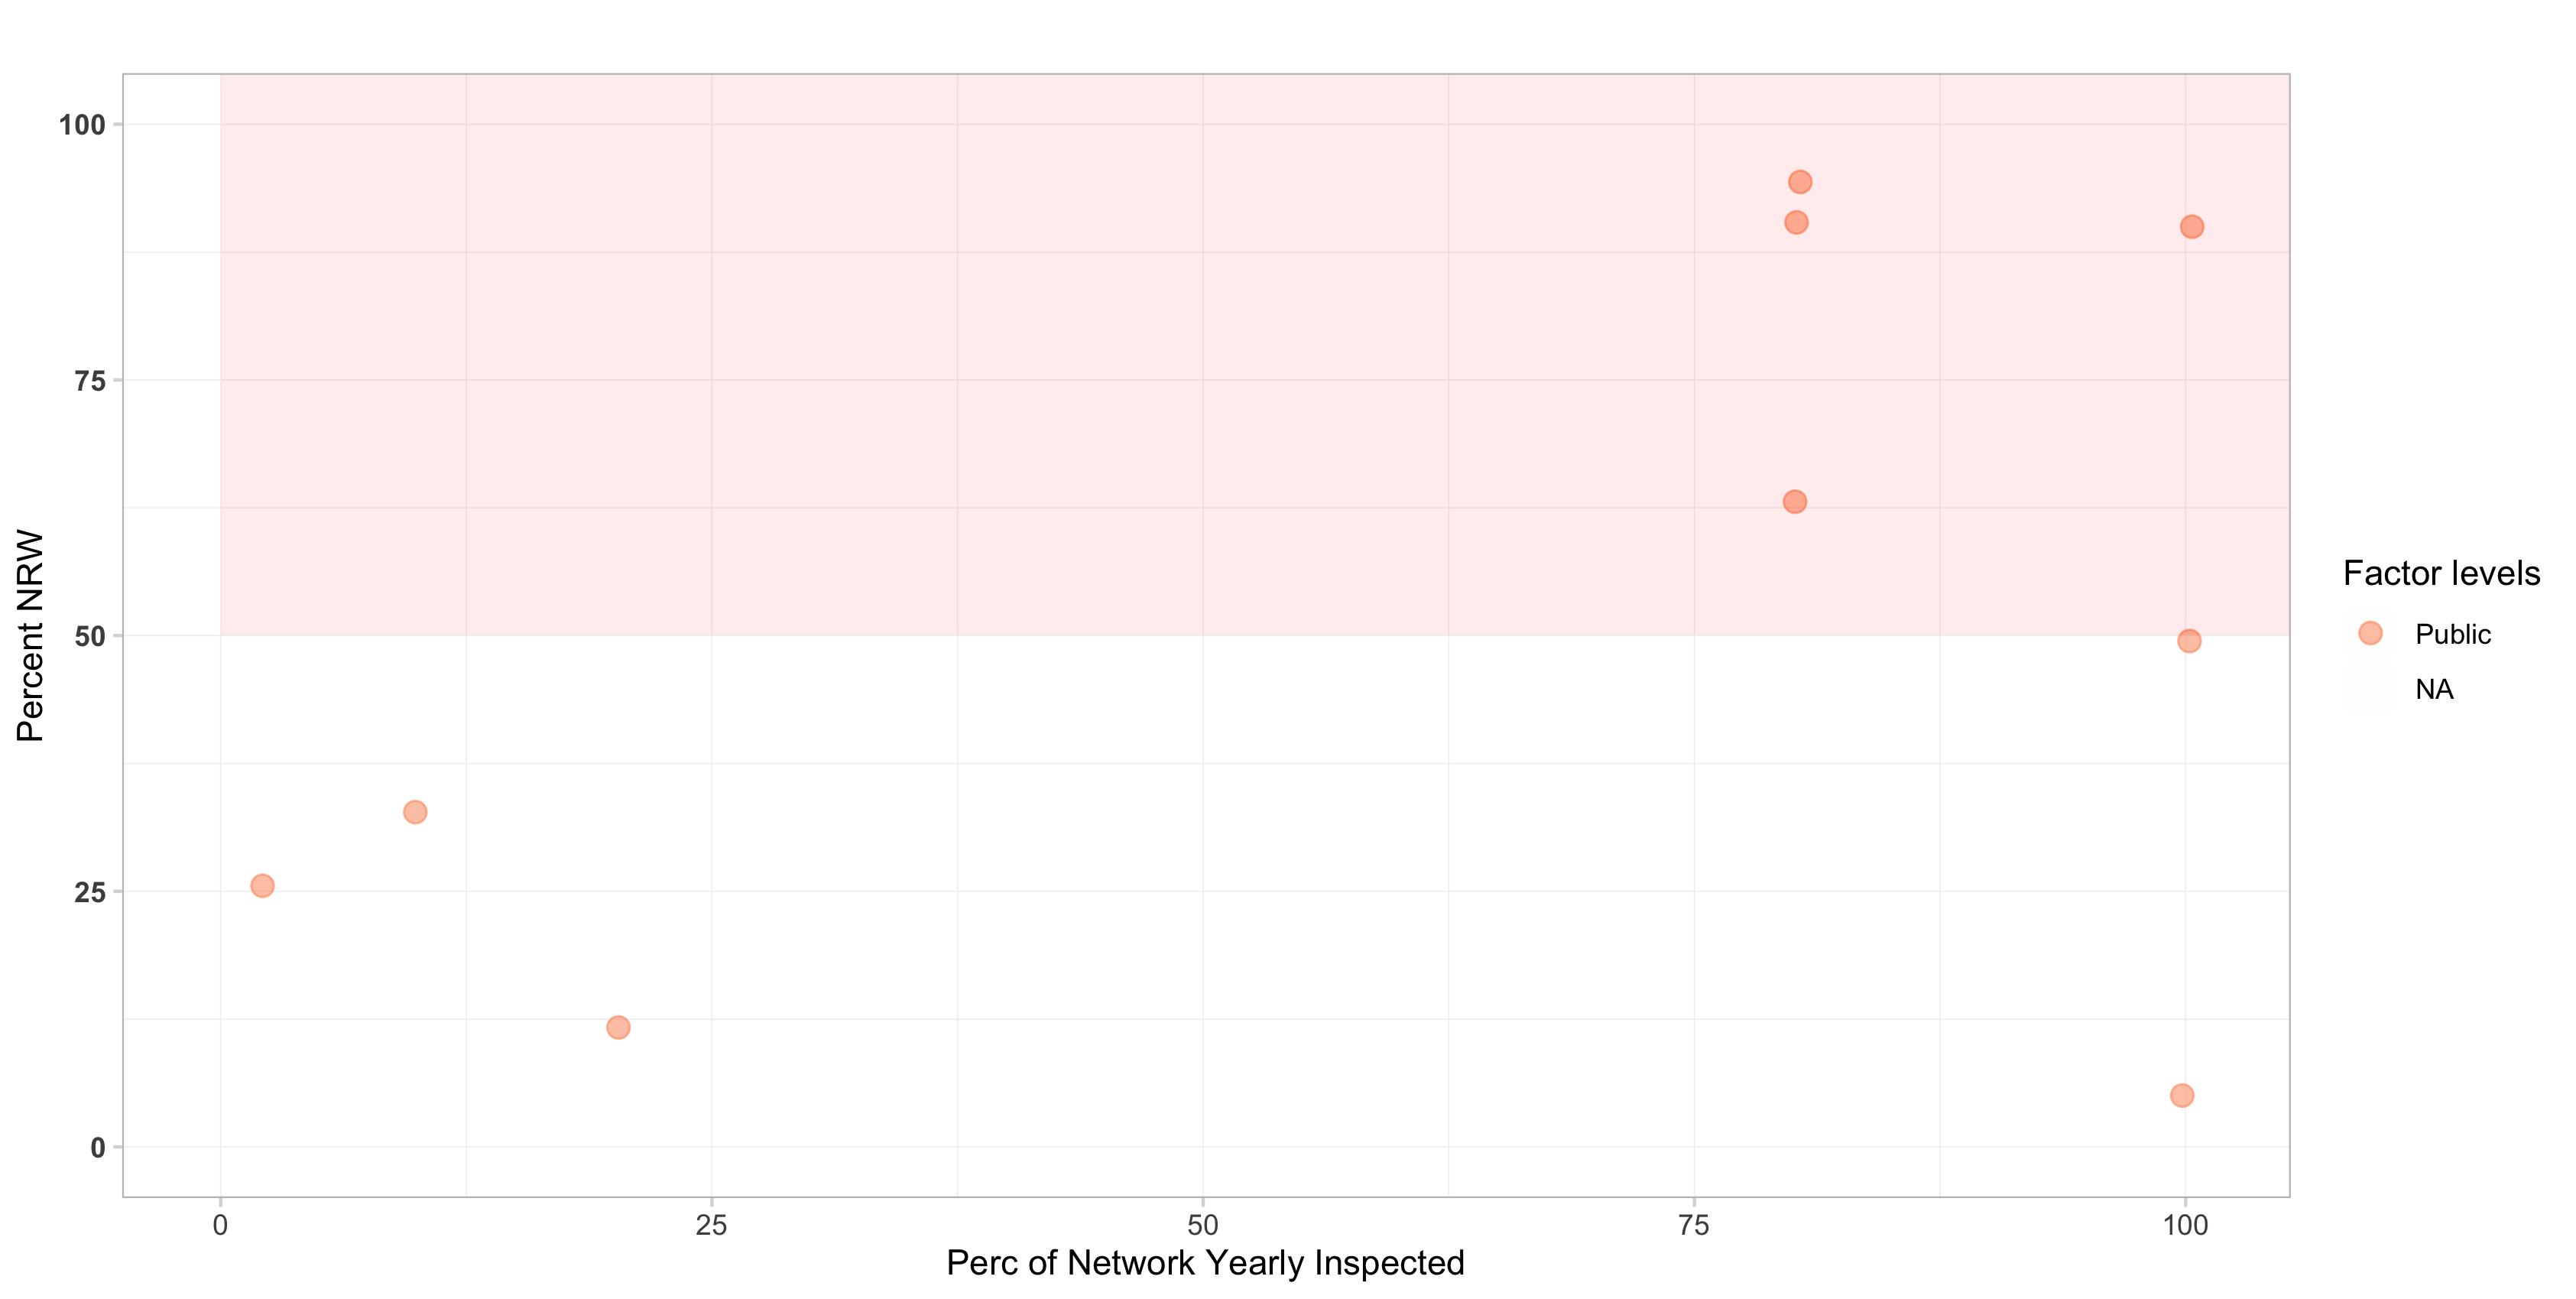 100
75
50
25
0
Percent NRW
0 25 50 75 100
Perc of Network Yearly Inspected
Factor levels
Public
NA